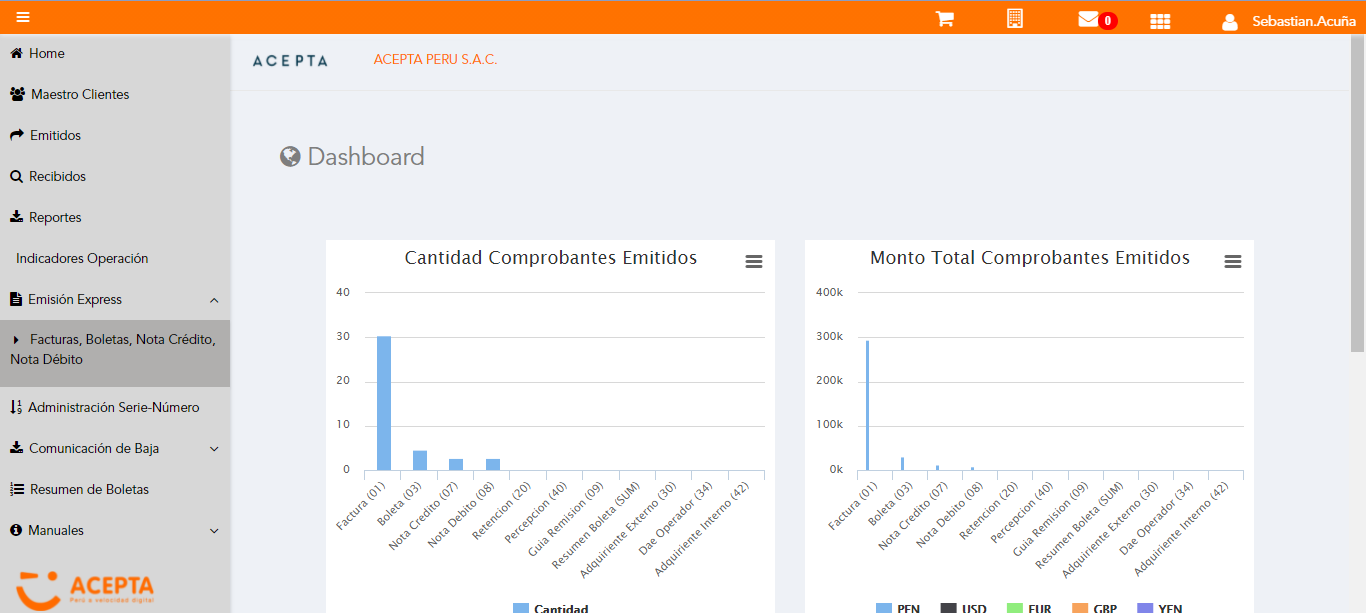 0
Sebastian.Acuña
Home
Maestro Clientes
Emitidos
Recibidos
Reportes
Indicadores Operación
Emisión Express
Facturas, Boletas, Nota Crédito,
Nota Débito
Administración Serie-Número
Comunicación de Baja
Resumen de Boletas
Manuales
ACEPTA
Perú a velocidad digital
ACEPTA
ACEPTA PERU S.A.C.
Dashboard
Cantidad Comprobantes Emitidos
40
30
20
10
0
Factura (01)
Boleta (03)
Nota Credito (07)
Nota Debito (08)
Retencion (20)
Percepcion (40)
Guia Remision (09)
Resumen Boleta (SUM)
Adquiriente Externo (30)
Dae Operador (34)
Adquiriente Interno (42)
Cantidad
Monto Total Comprobantes Emitidos
400k
300k
200k
100k
0k
Factura (01)
Boleta (03)
Nota Credito (07)
Nota Debito (08)
Retencion (20)
Percepcion (40)
Guia Remision (09)
Resumen Boleta (SUM)
Adquiriente Externo (30)
Dae Operador (34)
Adquiriente Interno (42)
PEN USD EUR GBP YEN